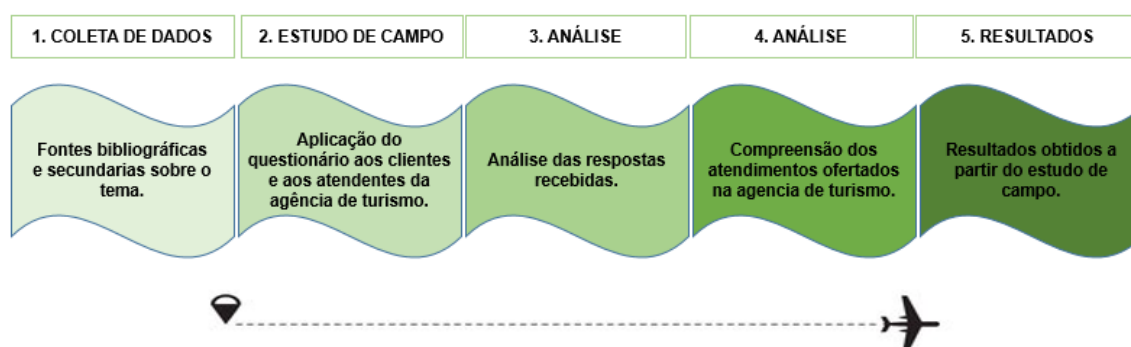 1. COLETA DE DADOS
2. ESTUDO DE CAMPO
3. ANÁLISE
4. ANÁLISE
5. RESULTADOS
Fontes bibliográficas
e secundarias sobre o
tema.
Aplicação do
questionário aos clientes
e aos atendentes da
agência de turismo.
Análise das respostas
recebidas.
Compreensão dos
atendimentos ofertados
na agencia de turismo.
Resultados obtidos a
partir do estudo de
campo.